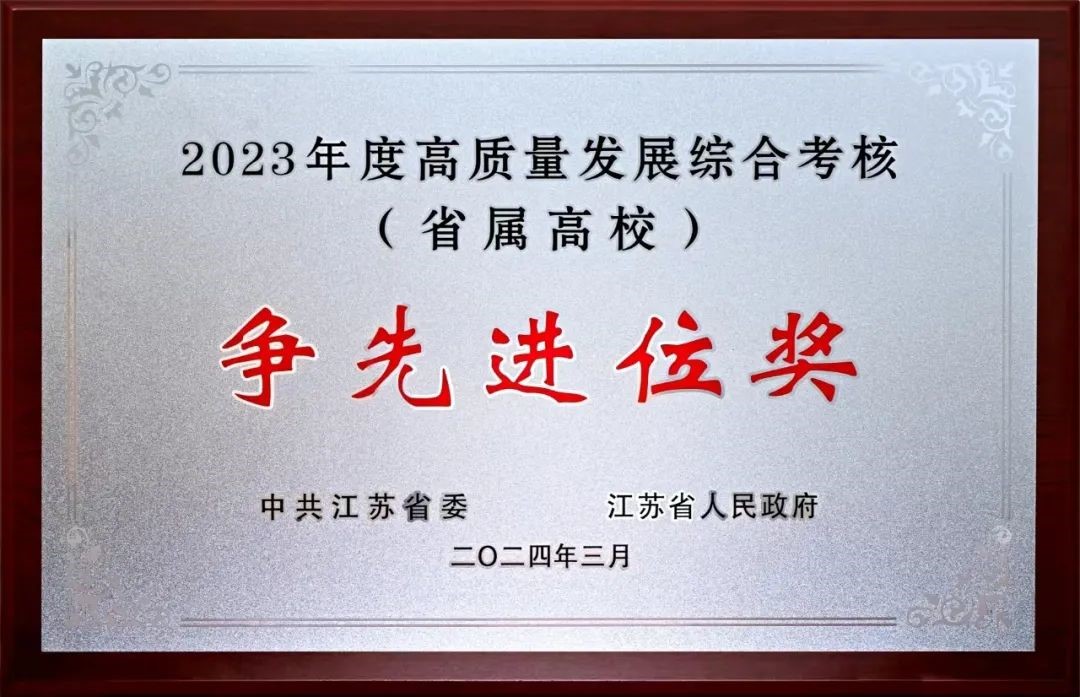 2023年度高质量发展综合考核
（省属高校）
争先进位奖
中共江苏省委 江苏省人民政府
二〇二四年三月